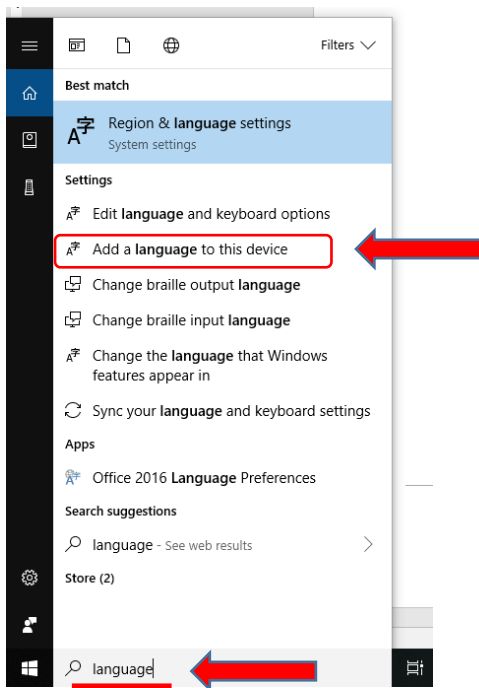 Filters
Best match
Region & language settings
System settings
Settings
Edit language and keyboard options
Add a language to this device
Change braille output language
Change braille input language
Change the language that Windows
features appear in
Sync your language and keyboard settings
Apps
Office 2016 Language Preferences
Search suggestions
language - See web results
Store (2)
language